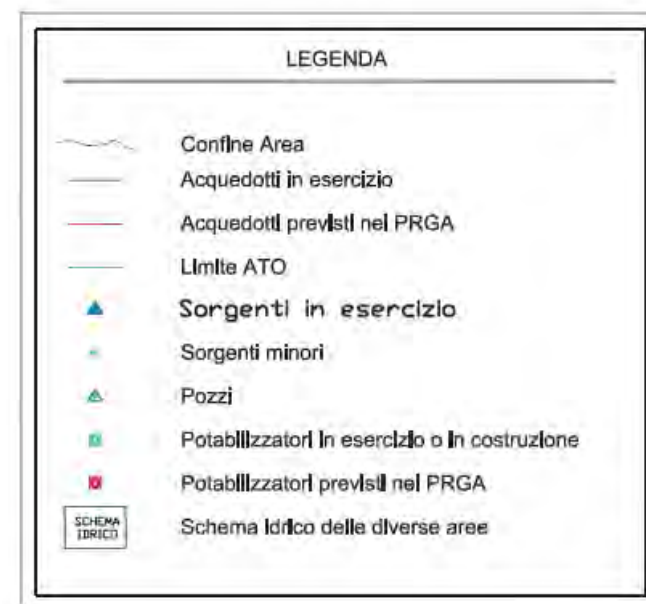 LEGENDA
Confine Area
Acquedotti in esercizio
Acquedotti previsti nel PRGA
Limite ATO
Sorgenti in esercizio
Sorgenti minori
Pozzi
Potabilizzatori in esercizio o in costruzione
Potabilizzatori previsti nel PRGA
SCHEMA
IDRICO
Schema idrico delle diverse aree